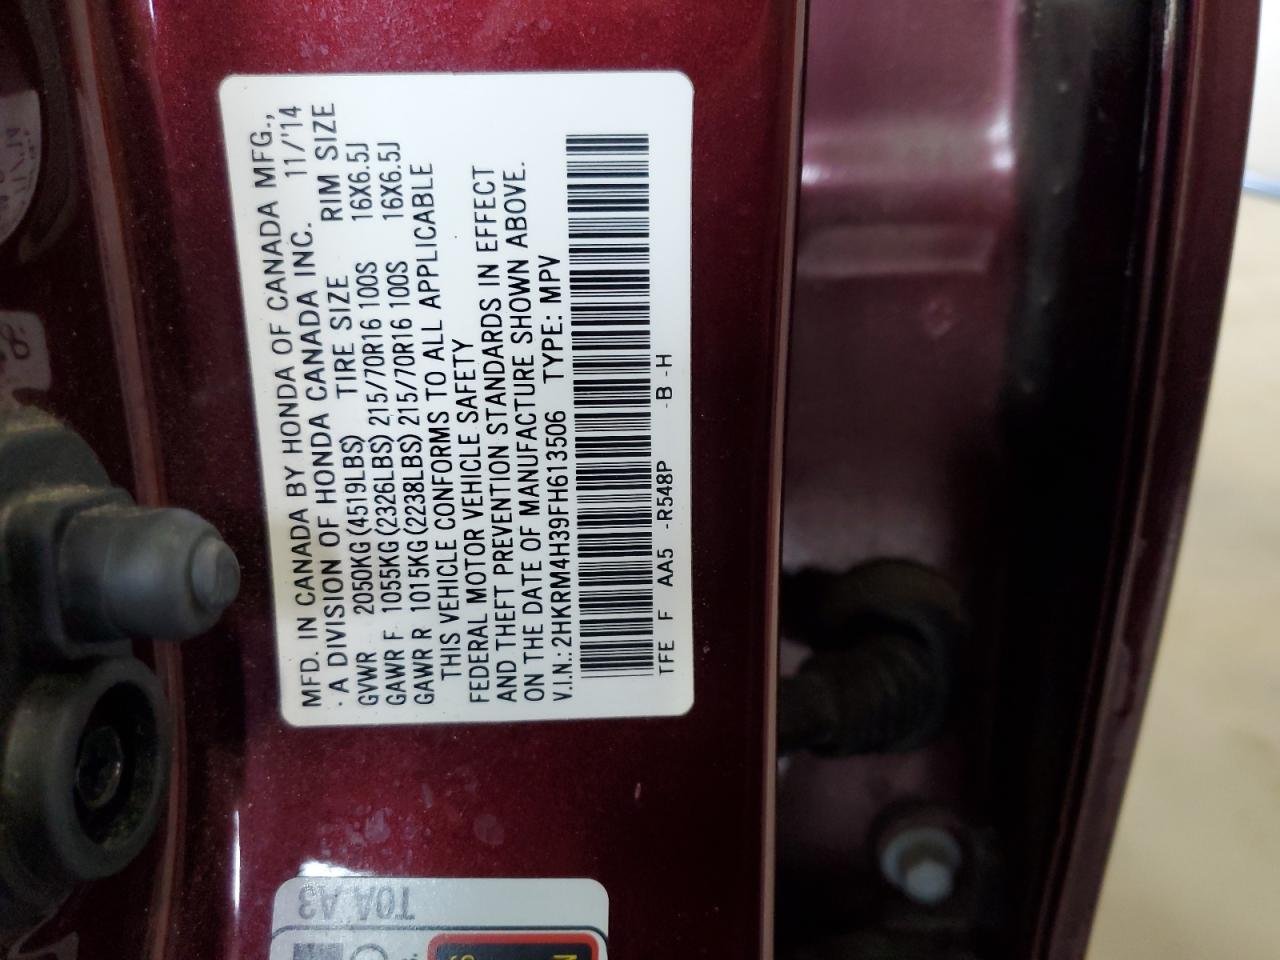 MFD. IN CANADA BY HONDA OF CANADA MFG.,
A DIVISION OF HONDA CANADA INC. 11/'14
GVWR 2050KG (4519LBS) TIRE SIZE RIM SIZE
GAWR F 1055KG (2326LBS) 215/70R16 100S 16X6.5J
GAWR R 1015KG (2238LBS) 215/70R16 100S 16X6.5J
THIS VEHICLE CONFORMS TO ALL APPLICABLE
FEDERAL MOTOR VEHICLE SAFETY
AND THEFT PREVENTION STANDARDS IN EFFECT
ON THE DATE OF MANUFACTURE SHOWN ABOVE.
V.I.N.: 2HKRM4H39FH613506 TYPE: MPV
TFE F AA5 -R548P -B -H
T0A A3